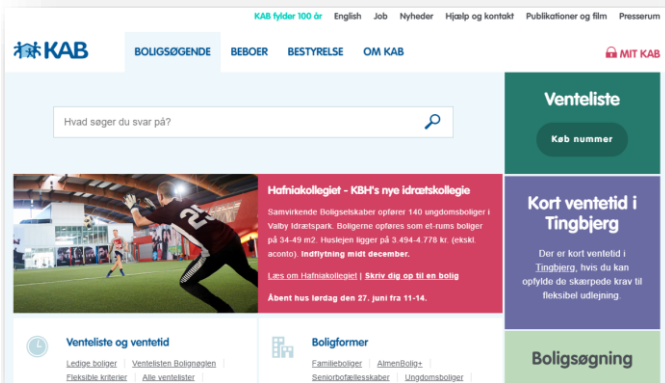 KAB fylder 100 år English Job Nyheder Hjælp og kontakt Publikationer og film Presserum
KAB BOLIGSØGENDE BEBOER BESTYRELSE OM KAB MIT KAB
Hvad søger du svar på?
Venteliste
Køb nummer
Hafniakollegiet - KBH's nye idrætskollegie
Samvirkende Boligselskaber opfører 140 ungdomsboliger i
Valby Idrætspark. Boligerne opføres som et-rums boliger
på 34-49 m2. Huslejen ligger på 3.494-4.778 kr. (ekskl.
aconto). Indflytning midt december.
Læs om Hafniakollegiet | Skriv dig op til en bolig
Åbent hus lørdag den 27. juni fra 11-14.
Kort ventetid i
Tingbjerg
Der er kort ventetid i
Tingbjerg, hvis du kan
opfylde de skærpede krav til
fleksibel udlejning.
Venteliste og ventetid
Ledige boliger | Ventelisten Bolignøglen |
Fleksible kriterier | Alle ventelister |
Boligformer
Familieboliger | AlmenBolig+ |
Seniorbofællesskaber | Ungdomsboliger |
Boligsøgning